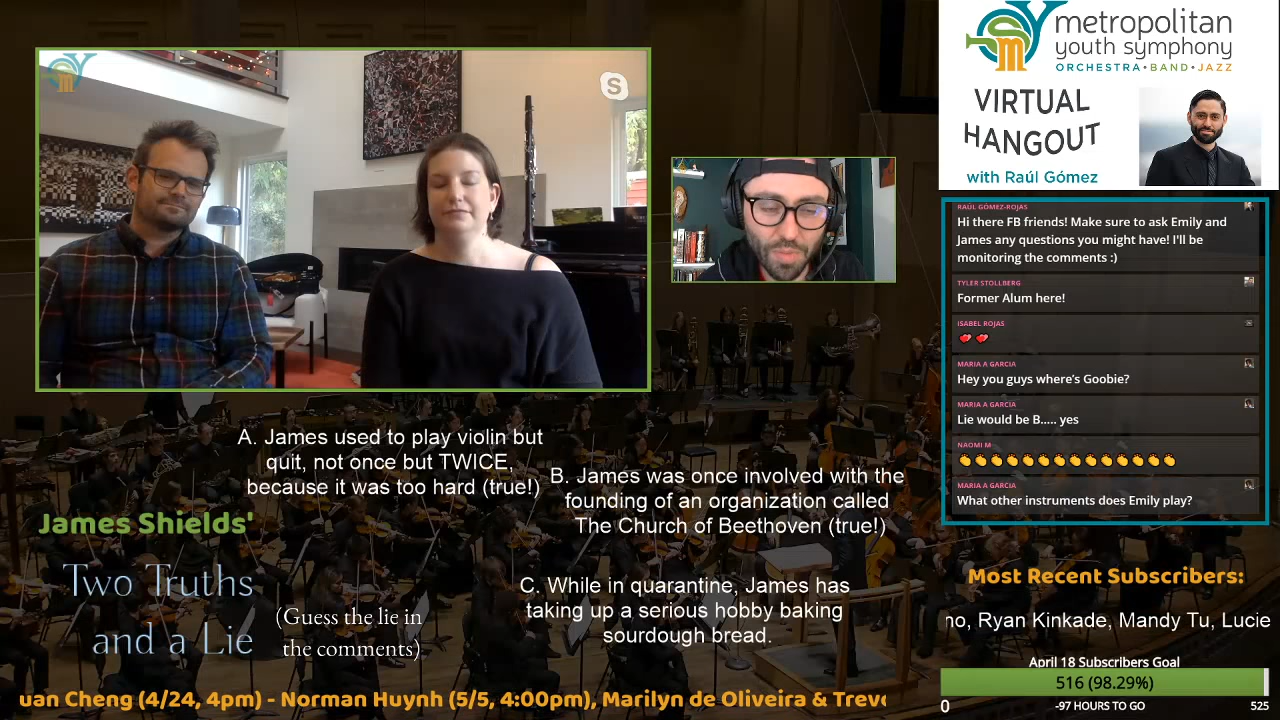 metropolitan
youth symphony
ORCHESTRA•BAND•JAZZ
VIRTUAL
HANGOUT
with Raúl Gómez
RAÚL GÓMEZ-ROJAS
Hi there FB friends! Make sure to ask Emily and
James any questions you might have! I'll be
monitoring the comments :)
TYLER STOLLBERG
Former Alum here!
ISABEL ROJAS
MARIA A GARCIA
Hey you guys where's Goobie?
MARIA A GARCIA
Lie would be B..... yes
NAOMI M
MARIA A GARCIA
What other instruments does Emily play?
A. James used to play violin but
quit, not once but TWICE,
because it was too hard (true!)
B. James was once involved with the
founding of an organization called
The Church of Beethoven (true!)
C. While in quarantine, James has
taking up a serious hobby baking
sourdough bread.
James Shields'
Two Truths
and a Lie
(Guess the lie in
the comments)
Most Recent Subscribers:
no, Ryan Kinkade, Mandy Tu, Lucie
April 18 Subscribers Goal
516 (98.29%)
0 -97 HOURS TO GO 525
uan Cheng (4/24, 4pm) - Norman Huynh (5/5, 4:00pm), Marilyn de Oliveira & Treve